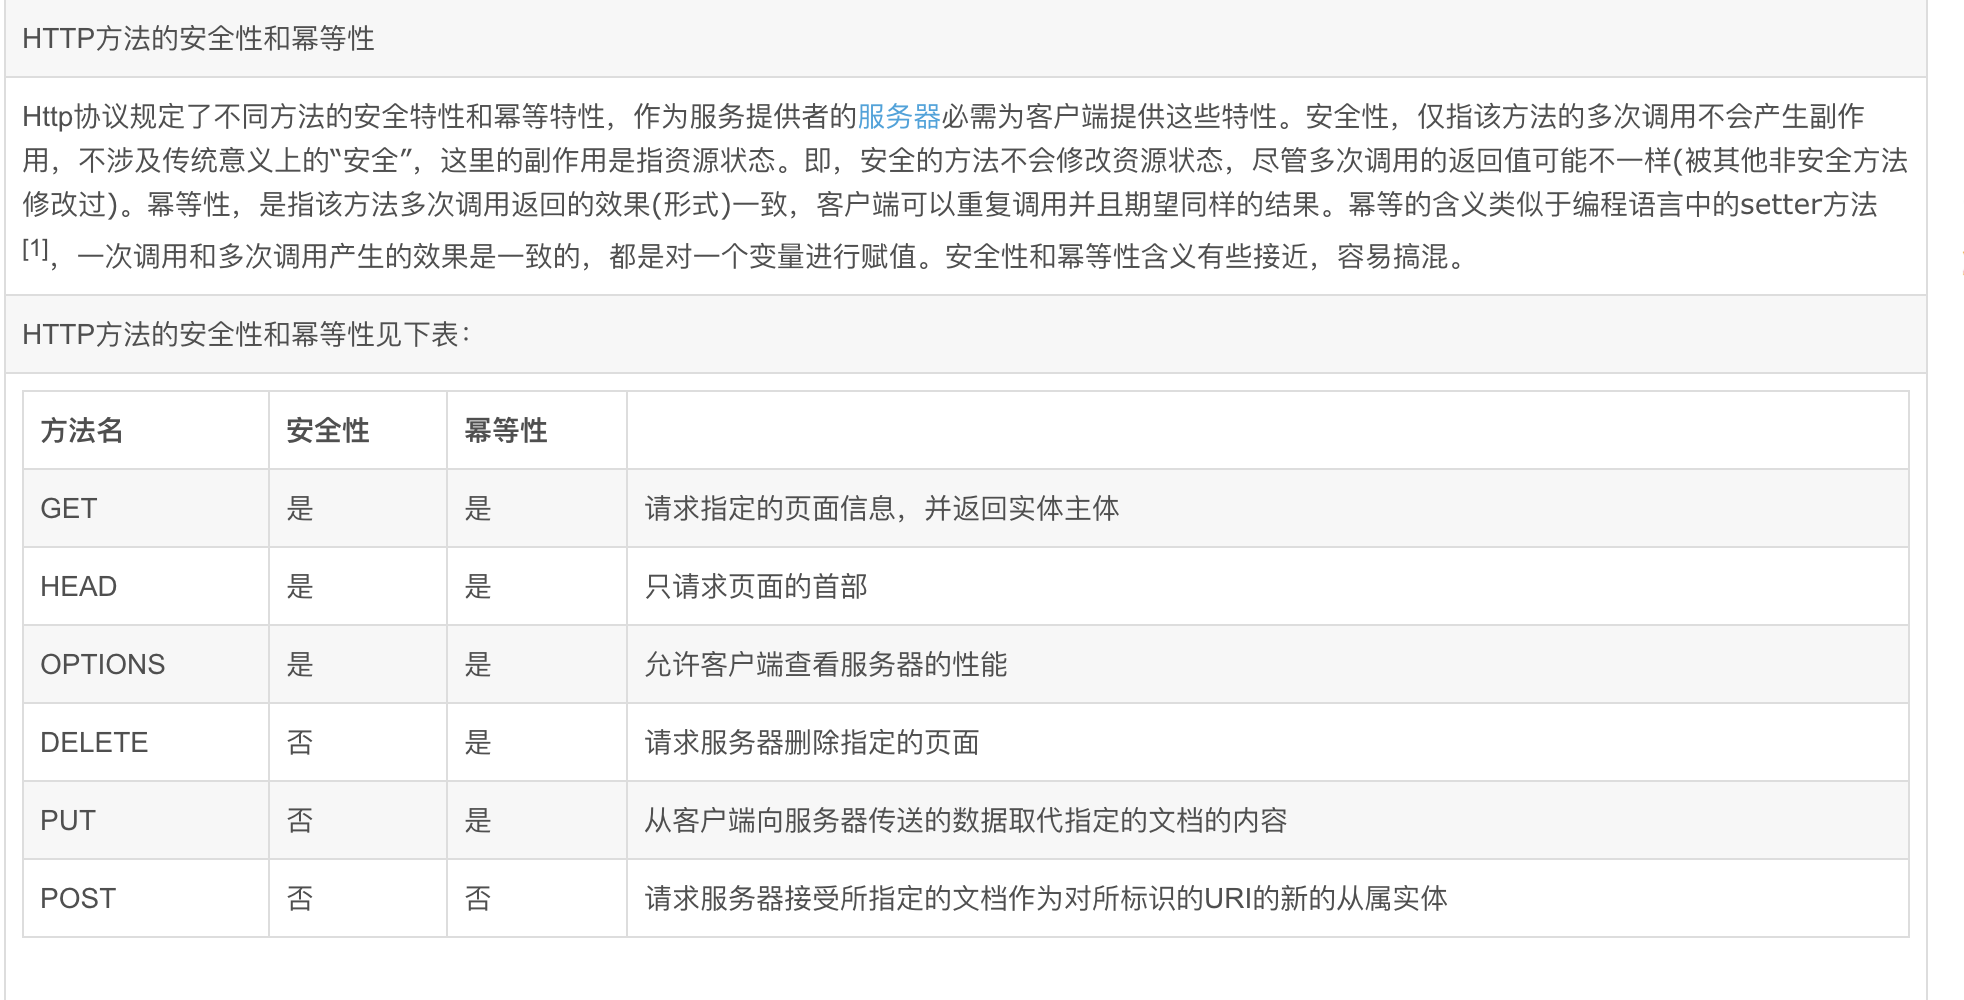 HTTP方法的安全性和幂等性
Http协议规定了不同方法的安全特性和幂等特性，作为服务提供者的服务器必需为客户端提供这些特性。安全性，仅指该方法的多次调用不会产生副作
用，不涉及传统意义上的“安全”，这里的副作用是指资源状态。即，安全的方法不会修改资源状态，尽管多次调用的返回值可能不一样(被其他非安全方法
修改过)。幂等性，是指该方法多次调用返回的效果(形式)一致，客户端可以重复调用并且期望同样的结果。幂等的含义类似于编程语言中的setter方法
[1]，一次调用和多次调用产生的效果是一致的，都是对一个变量进行赋值。安全性和幂等性含义有些接近，容易搞混。
HTTP方法的安全性和幂等性见下表：
方法名 安全性 幂等性
GET 是 是 请求指定的页面信息，并返回实体主体
HEAD 是 是 只请求页面的首部
OPTIONS 是 是 允许客户端查看服务器的性能
DELETE 否 是 请求服务器删除指定的页面
PUT 否 是 从客户端向服务器传送的数据取代指定的文档的内容
POST 否 否 请求服务器接受所指定的文档作为对所标识的URI的新的从属实体